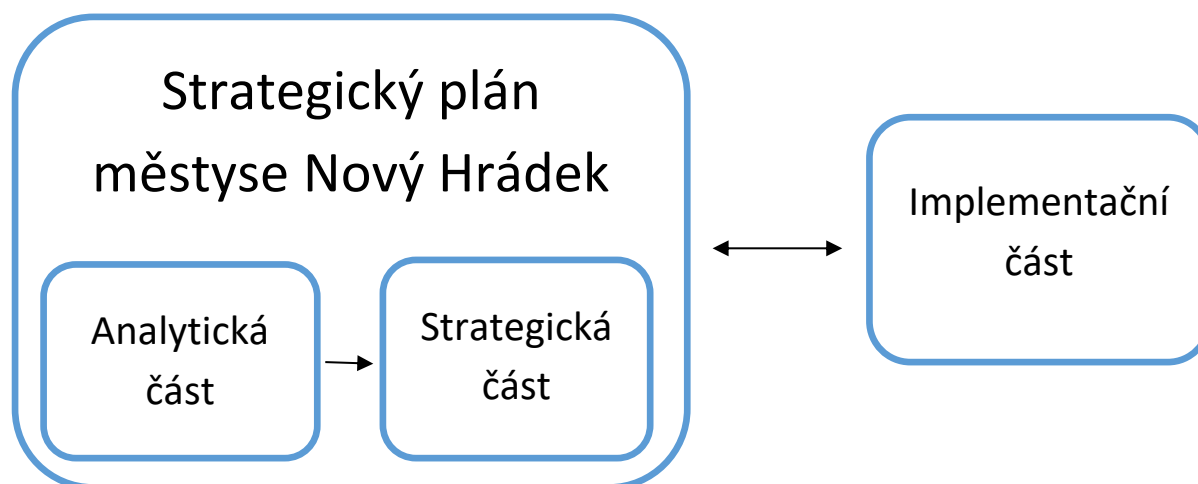 Strategický plán
městyse Nový Hrádek
Analytická
část
Strategická
část
Implementační
část